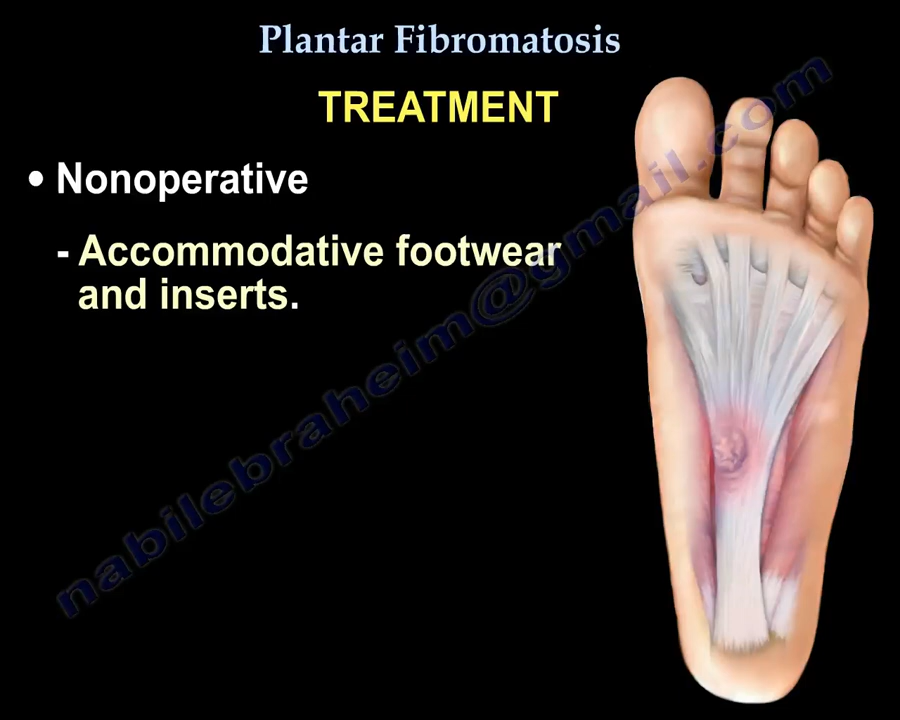 Plantar Fibromatosis
TREATMENT
• Nonoperative
- Accommodative footwear
and inserts.
nabilebraheim@gmail.com